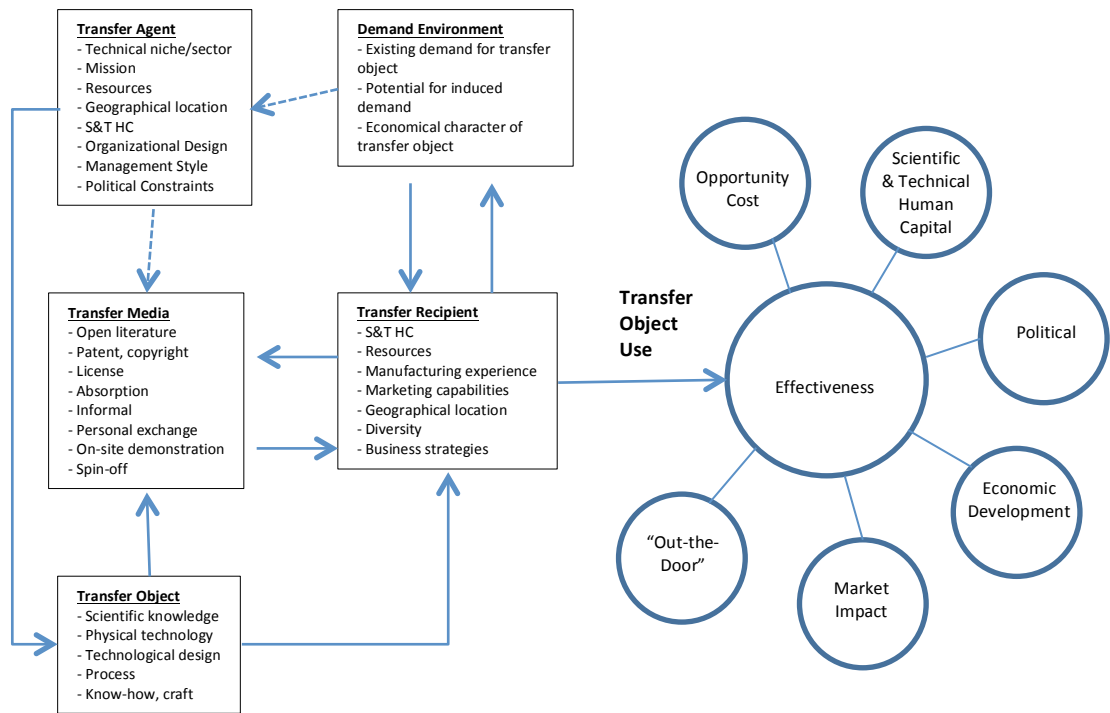 Transfer Agent
- Technical niche/sector
- Mission
- Resources
- Geographical location
- S&T HC
- Organizational Design
- Management Style
- Political Constraints
Demand Environment
- Existing demand for transfer
object
- Potential for induced
demand
- Economical character of
transfer object
Transfer Media
- Open literature
- Patent, copyright
- License
- Absorption
- Informal
- Personal exchange
- On-site demonstration
- Spin-off
Transfer Recipient
- S&T HC
- Resources
- Manufacturing experience
- Marketing capabilities
- Geographical location
- Diversity
- Business strategies
Transfer Object
- Scientific knowledge
- Physical technology
- Technological design
- Process
- Know-how, craft
Transfer
Object
Use
Effectiveness
Opportunity
Cost
Scientific
& Technical
Human
Capital
Political
Economic
Development
Market
Impact
“Out-the-
Door”